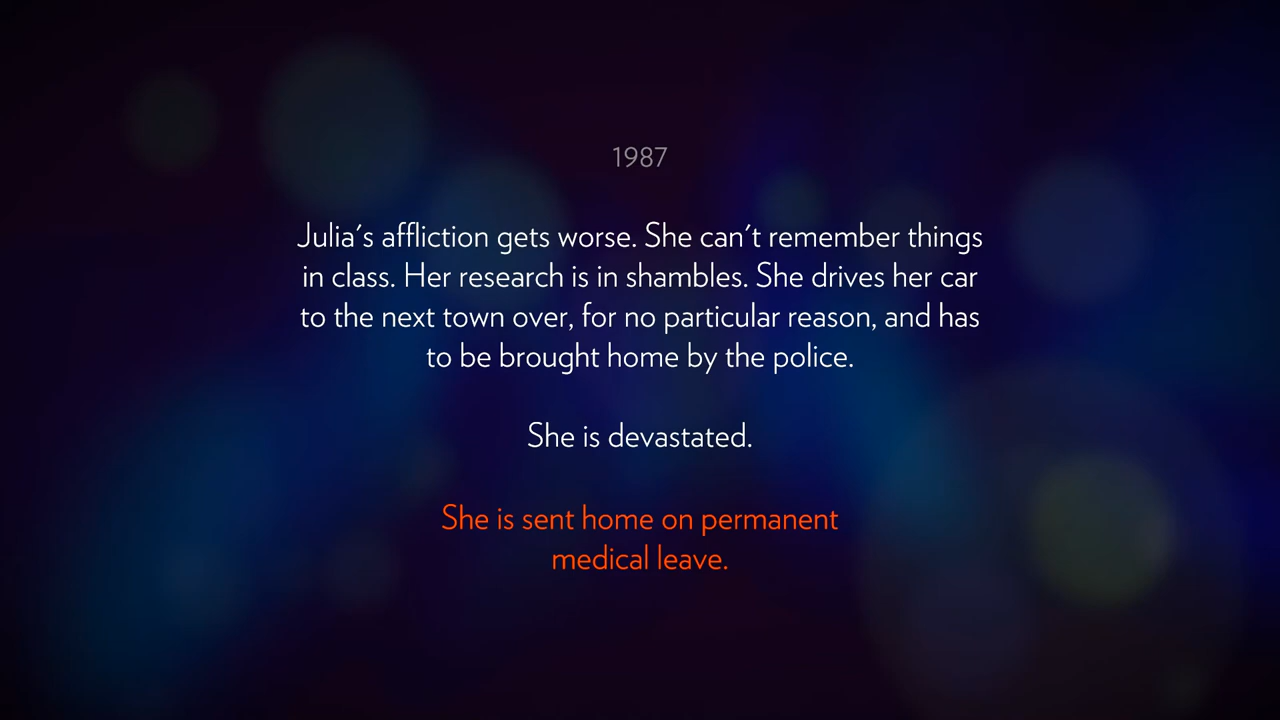 1987
Julia's affliction gets worse. She can't remember things
in class. Her research is in shambles. She drives her car
to the next town over, for no particular reason, and has
to be brought home by the police.
She is devastated.
She is sent home on permanent
medical leave.